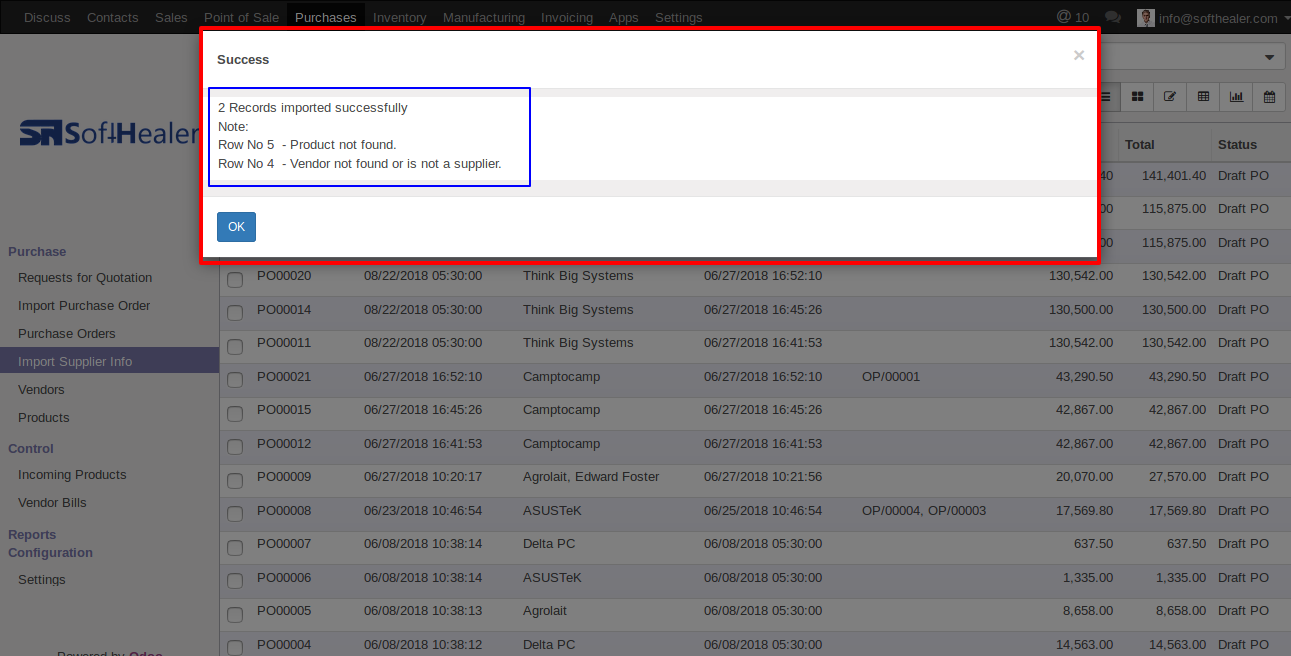 Discuss Contacts Sales Point of Sale Purchases Inventory Manufacturing Invoicing Apps Settings @ 10 info@softhealer.com
Success ×
2 Records imported successfully
Note:
Row No 5 - Product not found.
Row No 4 - Vendor not found or is not a supplier.
OK
SoftHealer
Purchase
Requests for Quotation
Import Purchase Order
Purchase Orders
Import Supplier Info
Vendors
Products
Control
Incoming Products
Vendor Bills
Reports
Configuration
Settings
Powered by Odoo
Total Status
40 141,401.40 Draft PO
00 115,875.00 Draft PO
00 115,875.00 Draft PO
PO00020 08/22/2018 05:30:00 Think Big Systems 06/27/2018 16:52:10 130,542.00 130,542.00 Draft PO
PO00014 08/22/2018 05:30:00 Think Big Systems 06/27/2018 16:45:26 130,500.00 130,500.00 Draft PO
PO00011 08/22/2018 05:30:00 Think Big Systems 06/27/2018 16:41:53 130,542.00 130,542.00 Draft PO
PO00021 06/27/2018 16:52:10 Camptocamp 06/27/2018 16:52:10 OP/00001 43,290.50 43,290.50 Draft PO
PO00015 06/27/2018 16:45:26 Camptocamp 06/27/2018 16:45:26 42,867.00 42,867.00 Draft PO
PO00012 06/27/2018 16:41:53 Camptocamp 06/27/2018 16:41:53 42,867.00 42,867.00 Draft PO
PO00009 06/27/2018 10:20:17 Agrolait, Edward Foster 06/27/2018 10:21:56 20,070.00 27,570.00 Draft PO
PO00008 06/23/2018 10:46:54 ASUSTeK 06/25/2018 10:46:54 OP/00004, OP/00003 17,569.80 17,569.80 Draft PO
PO00007 06/08/2018 10:38:14 Delta PC 06/08/2018 05:30:00 637.50 637.50 Draft PO
PO00006 06/08/2018 10:38:14 ASUSTeK 06/08/2018 05:30:00 1,335.00 1,335.00 Draft PO
PO00005 06/08/2018 10:38:13 Agrolait 06/08/2018 05:30:00 8,658.00 8,658.00 Draft PO
PO00004 06/08/2018 10:38:12 Delta PC 06/08/2018 05:30:00 14,563.00 14,563.00 Draft PO